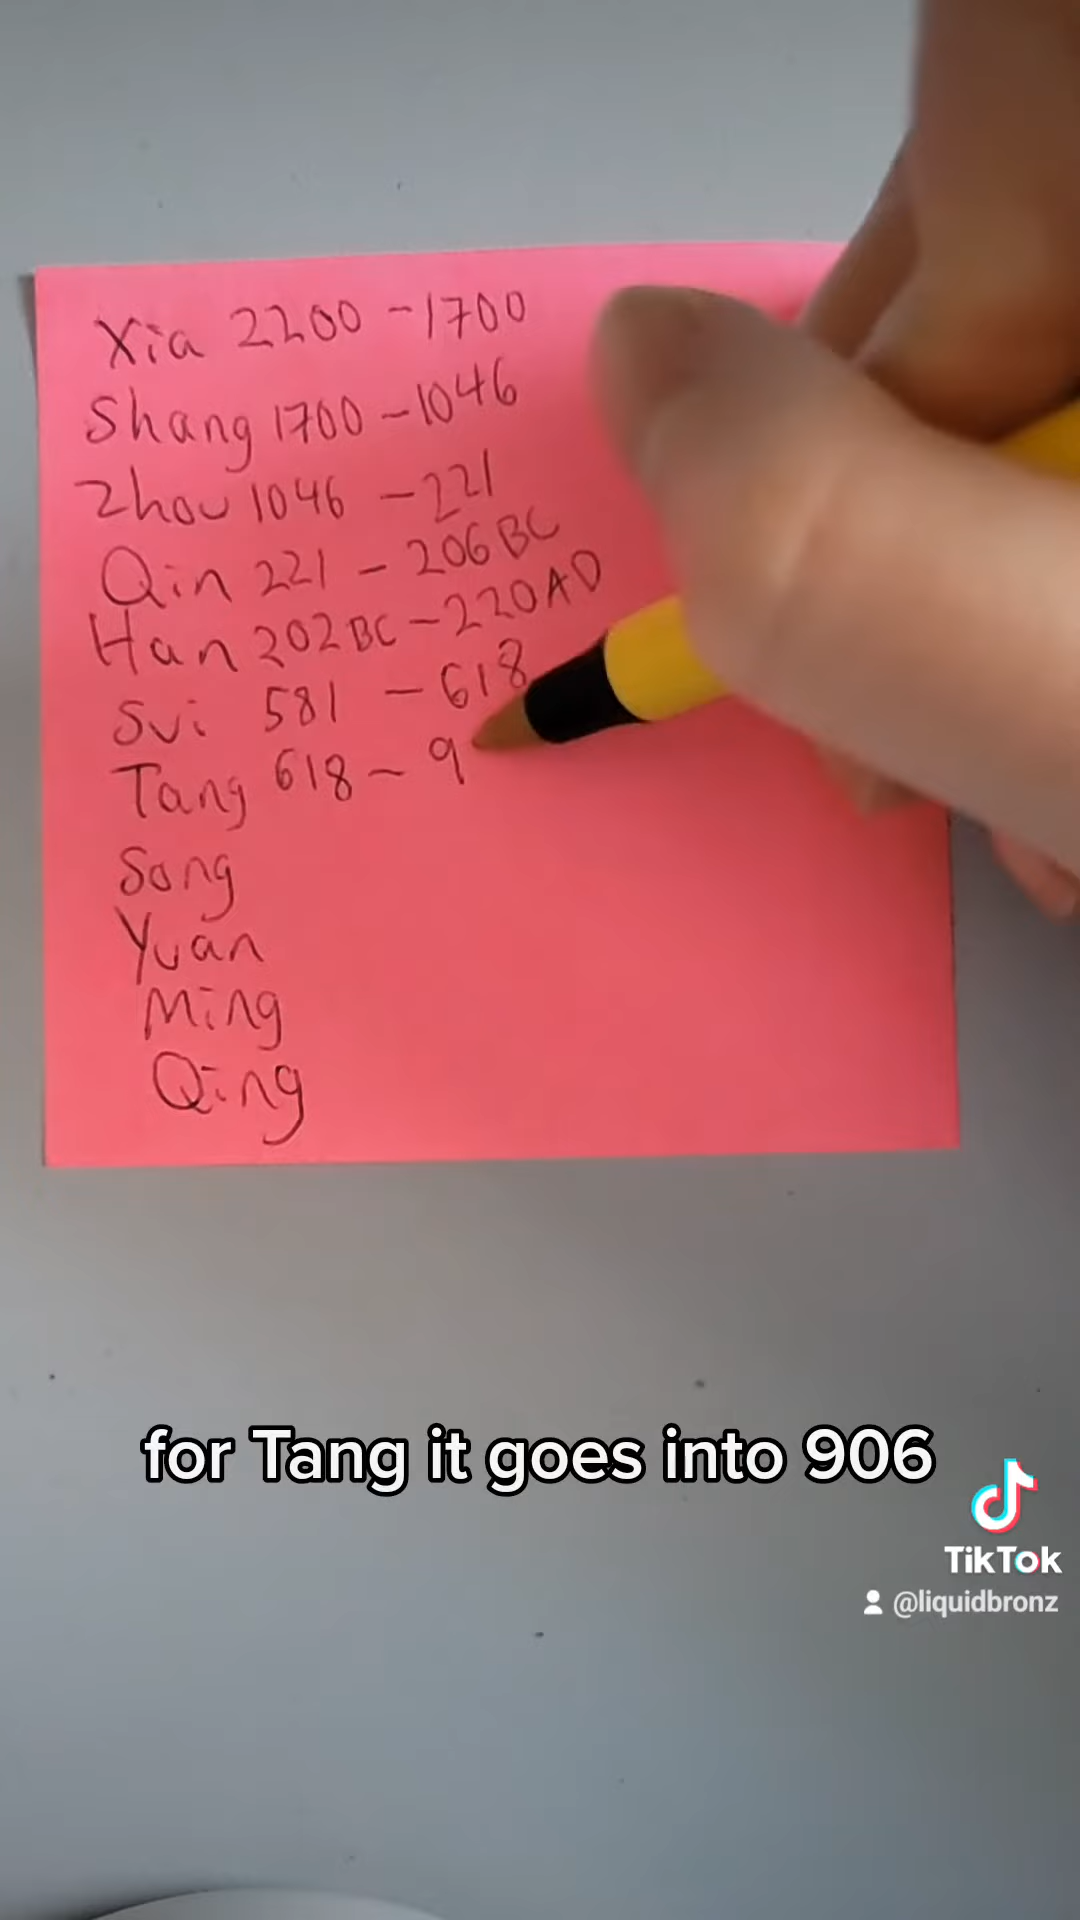 Xia 2200 - 1700
Shang 1700 - 1046
Zhou 1046 - 221
Qin 221 - 206 BC
Han 202 BC - 220 AD
Sui 581 - 618
Tang 618 - 9
Song
Yuan
Ming
Qing
for Tang it goes into 906
TikTok
@liquidbronz